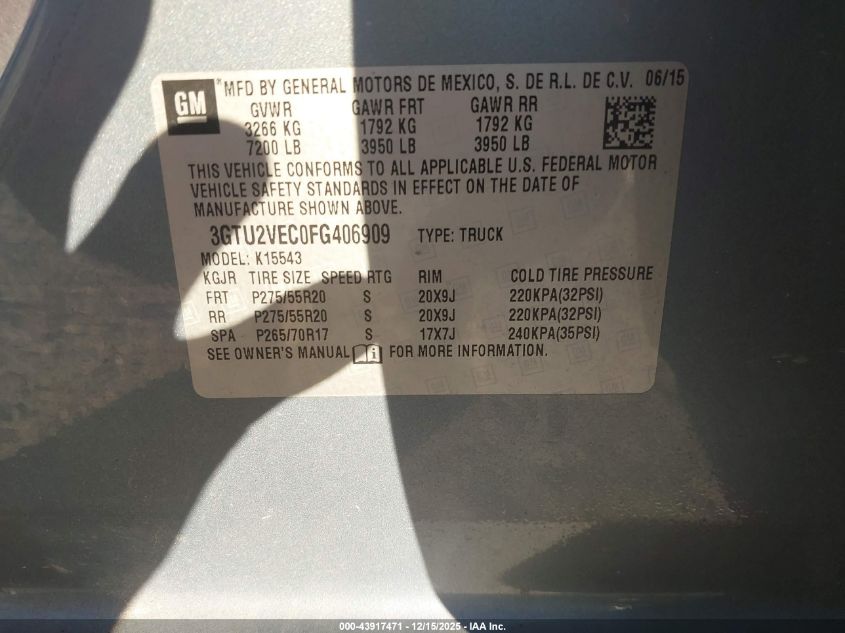 GM
*MFD BY GENERAL MOTORS DE MEXICO, S. DE R.L. DE C.V. 06/15
GVWR GAWR FRT GAWR RR
3266 KG 1792 KG 1792 KG
7200 LB 3950 LB 3950 LB
THIS VEHICLE CONFORMS TO ALL APPLICABLE U.S. FEDERAL MOTOR
VEHICLE SAFETY STANDARDS IN EFFECT ON THE DATE OF
MANUFACTURE SHOWN ABOVE.
3GTU2VEC0FG406909 TYPE: TRUCK
MODEL: K15543
KGJR TIRE SIZE SPEED RTG RIM COLD TIRE PRESSURE
FRT P275/55R20 S 20X9J 220KPA(32PSI)
RR P275/55R20 S 20X9J 220KPA(32PSI)
SPA P265/70R17 S 17X7J 240KPA(35PSI)
SEE OWNER'S MANUAL FOR MORE INFORMATION.
000-43917471 - 12/15/2025 - IAA Inc.